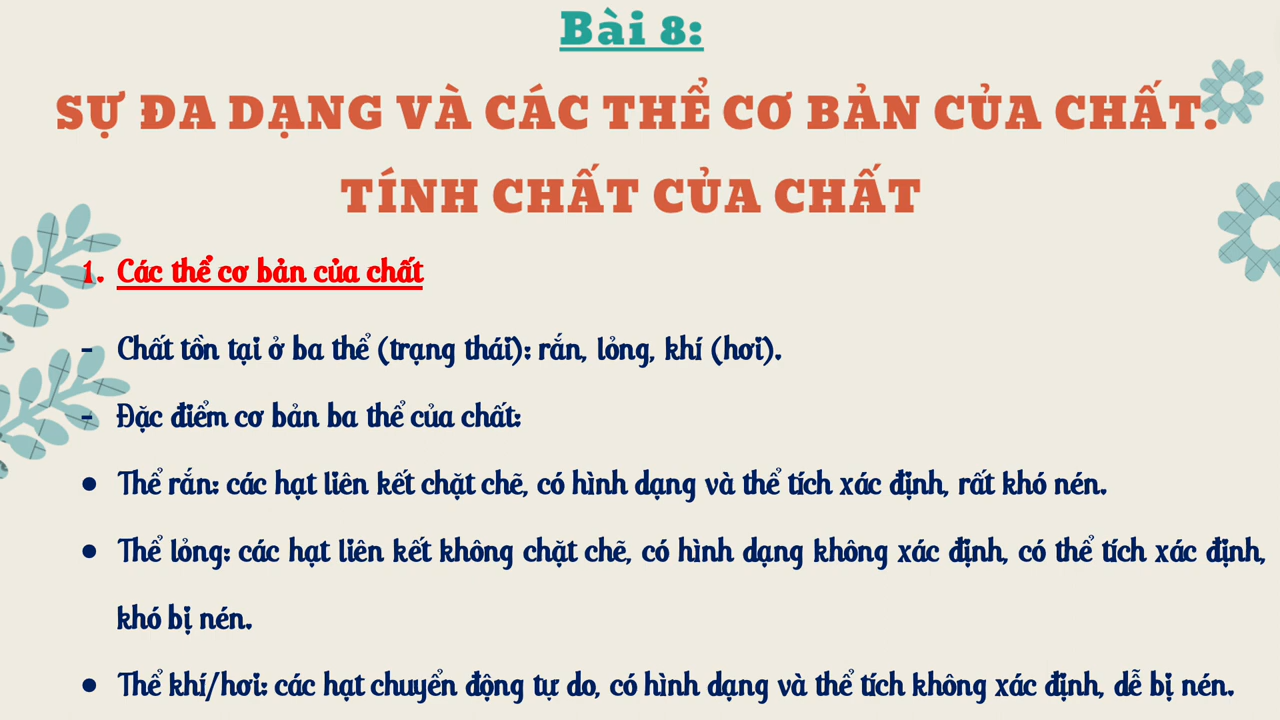 Bài 8:
SỰ ĐA DẠNG VÀ CÁC THỂ CƠ BẢN CỦA CHẤT.
TÍNH CHẤT CỦA CHẤT
1. Các thể cơ bản của chất
- Chất tồn tại ở ba thể (trạng thái): rắn, lỏng, khí (hơi).
- Đặc điểm cơ bản ba thể của chất:
• Thể rắn: các hạt liên kết chặt chẽ, có hình dạng và thể tích xác định, rất khó nén.
• Thể lỏng: các hạt liên kết không chặt chẽ, có hình dạng không xác định, có thể tích xác định,
khó bị nén.
• Thể khí/hơi: các hạt chuyển động tự do, có hình dạng và thể tích không xác định, dễ bị nén.